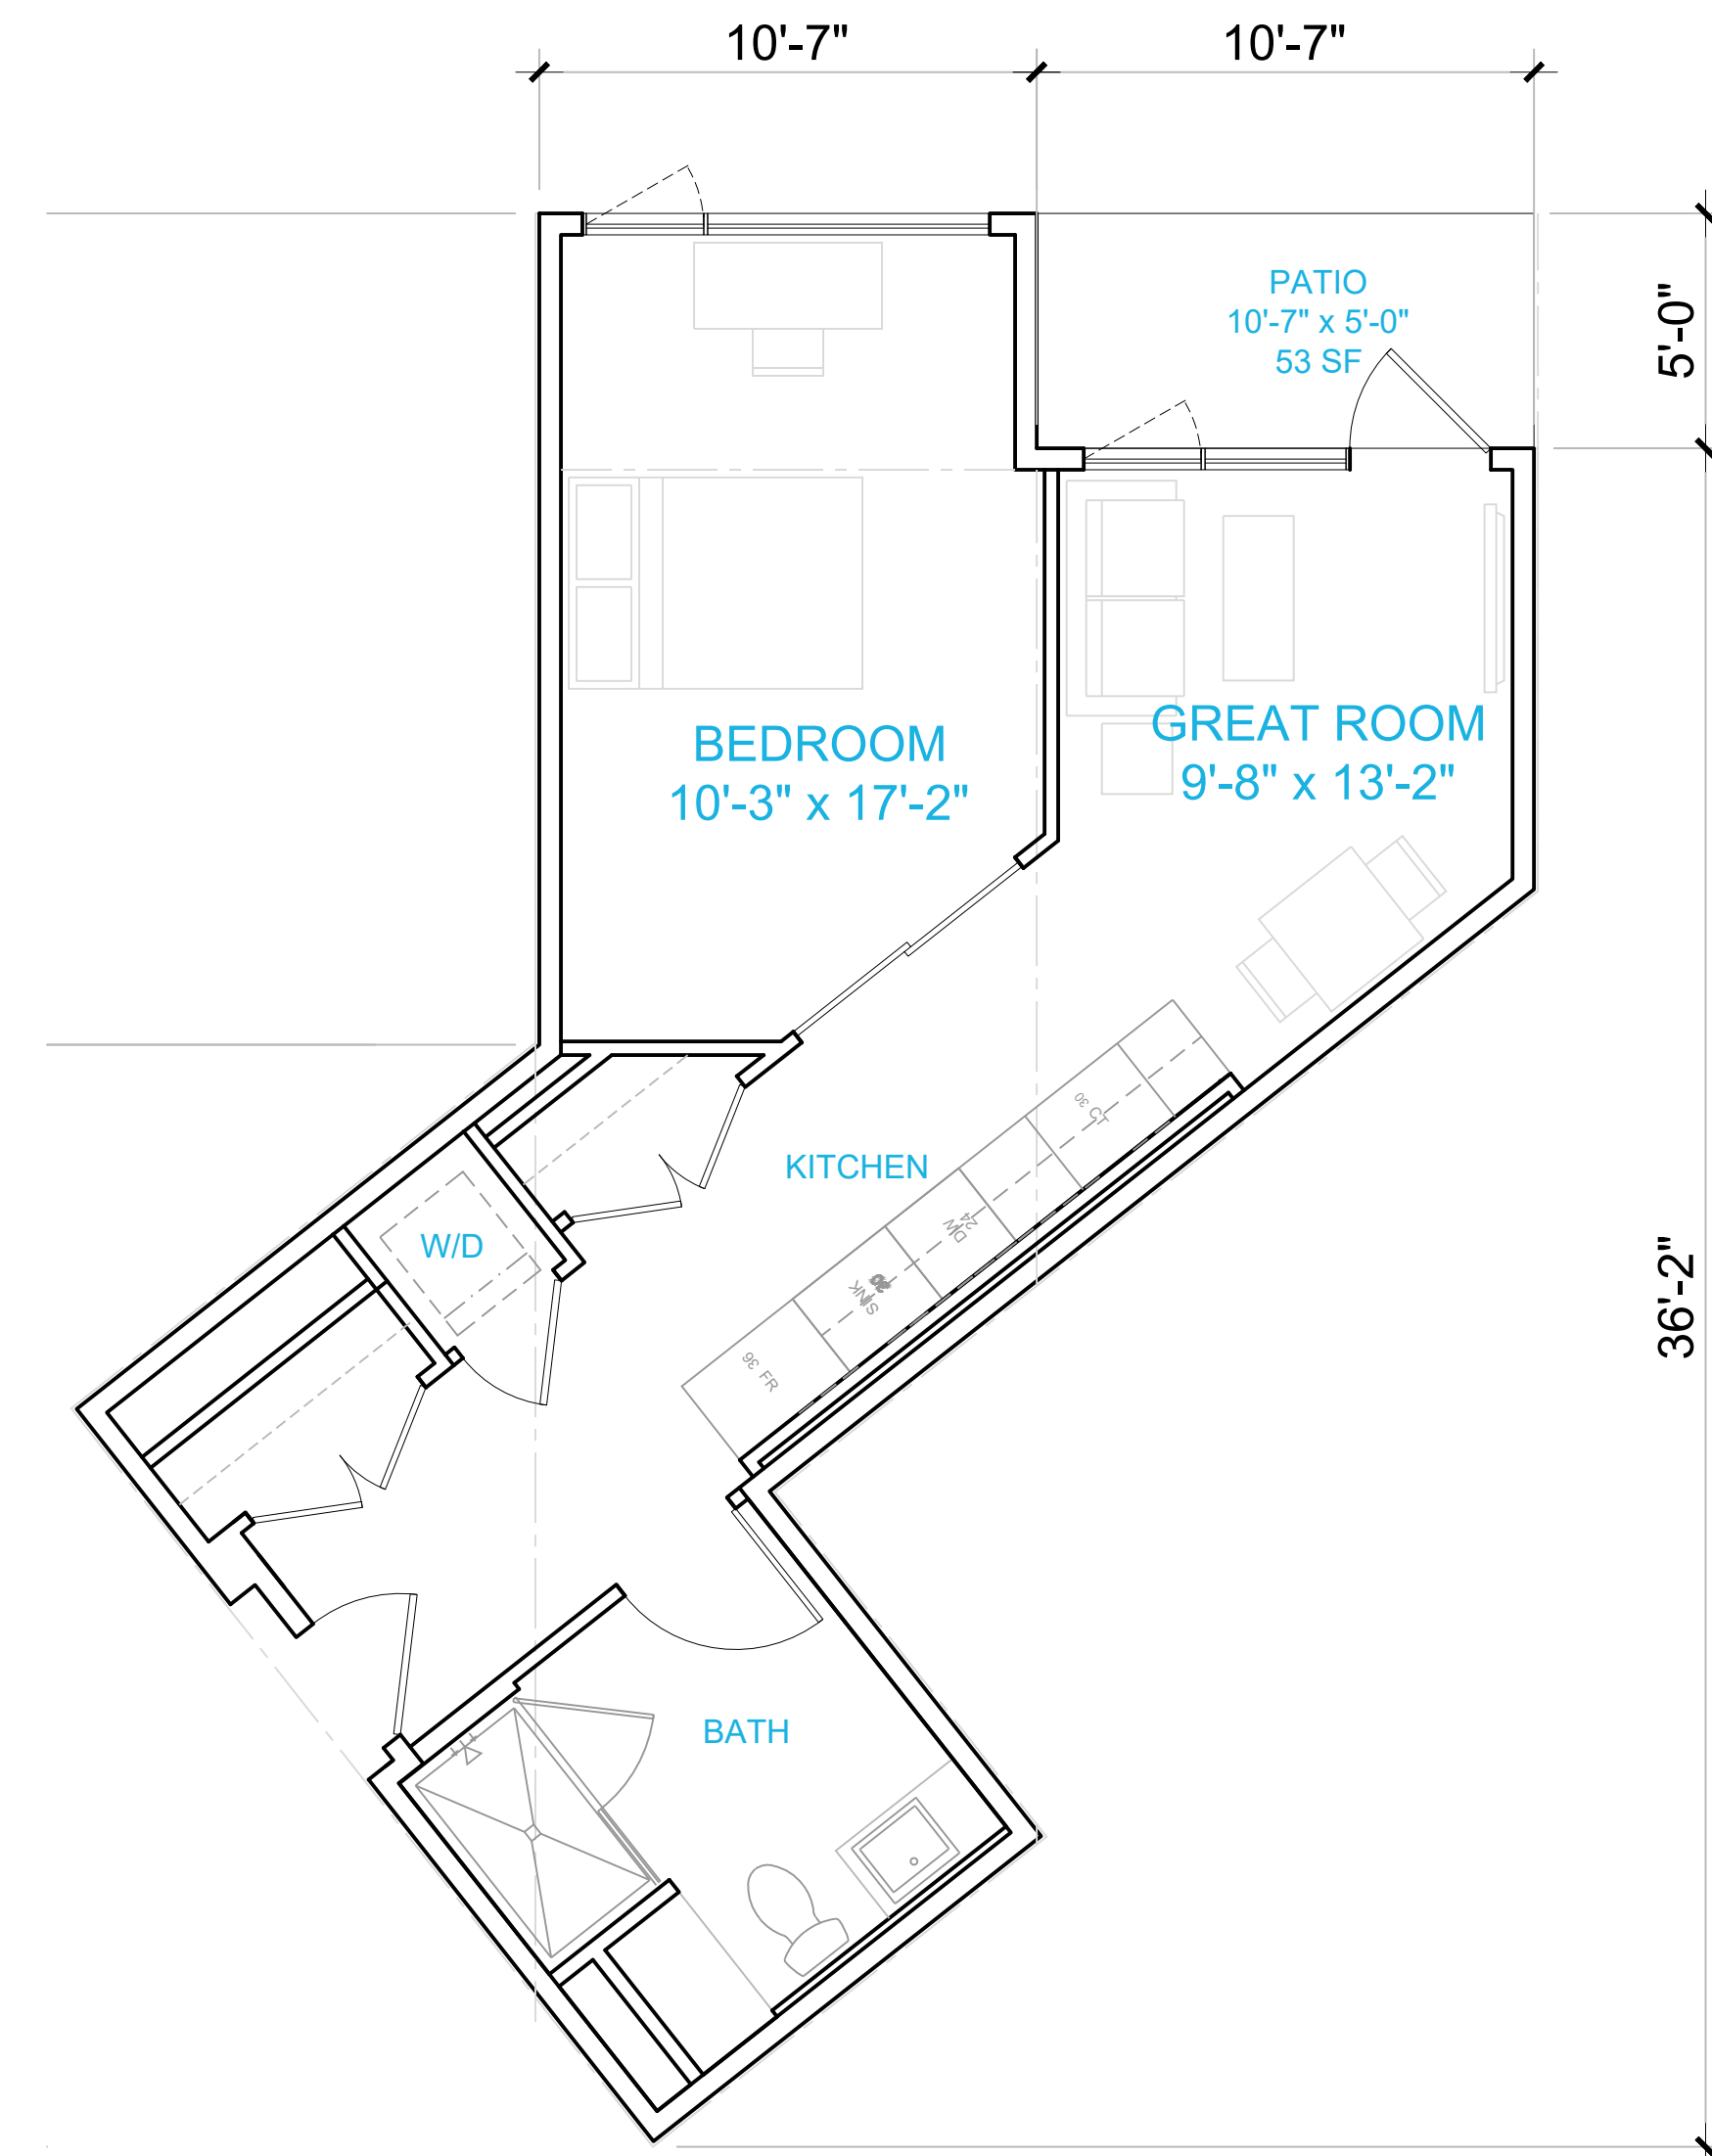 10'-7"
10'-7"
PATIO
10'-7" x 5'-0"
53 SF
5'-0"
BEDROOM
10'-3" x 17'-2"
GREAT ROOM
9'-8" x 13'-2"
30 CT
KITCHEN
DW
24
W/D
SINK
36 FR
36'-2"
BATH